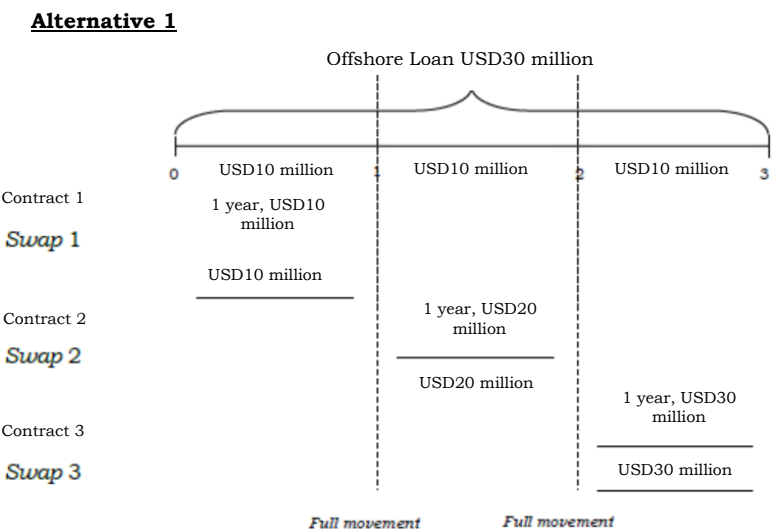 Alternative 1
Offshore Loan USD30 million
0 1 2 3
USD10 million USD10 million USD10 million
Contract 1
1 year, USD10
million
Swap 1
USD10 million
Contract 2
1 year, USD20
million
Swap 2
USD20 million
1 year, USD30
million
Contract 3
Swap 3
USD30 million
Full movement Full movement